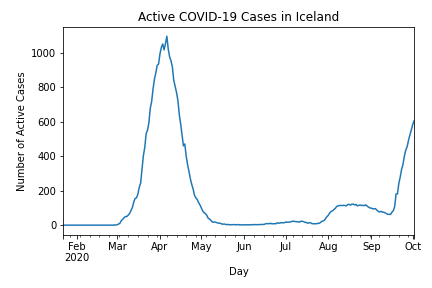 Active COVID-19 Cases in Iceland
Number of Active Cases
1000
800
600
400
200
0
Feb Mar Apr May Jun Jul Aug Sep Oct
2020
Day